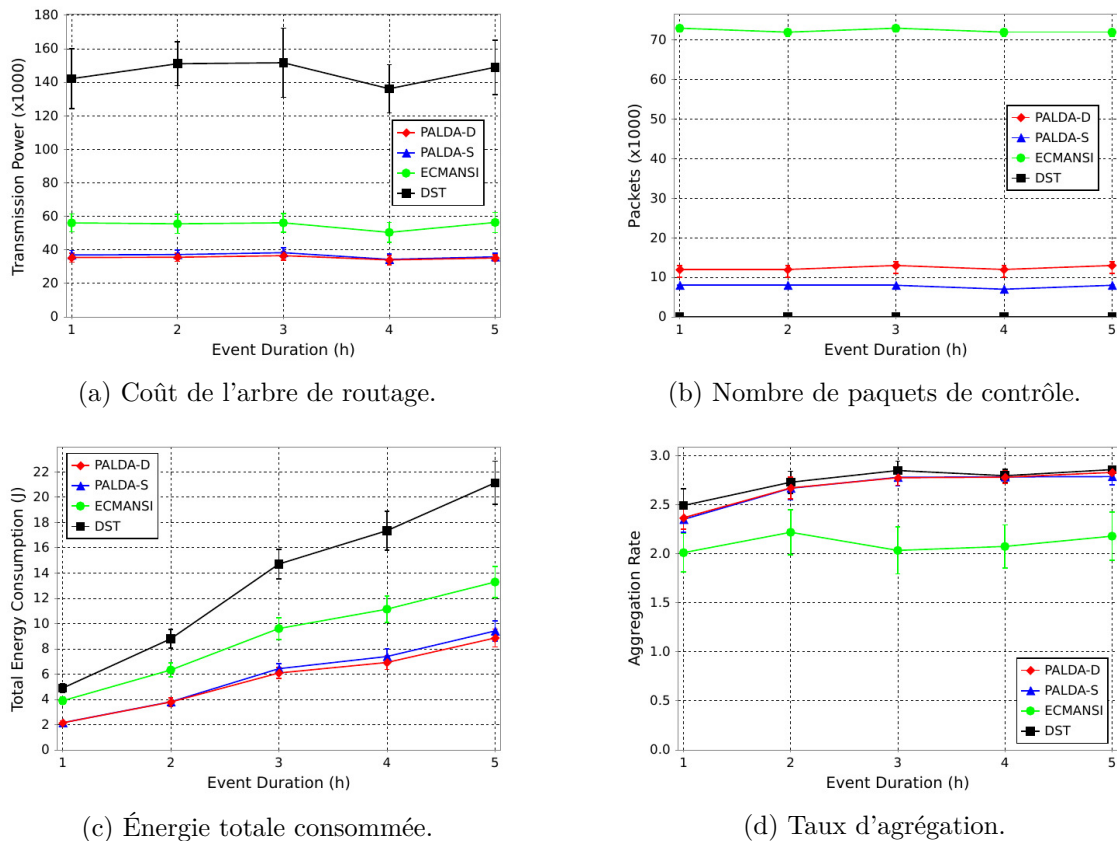 180
160
140
120
100
80
60
40
20
0
Transmission Power (x1000)
PALDA-D
PALDA-S
ECMANSI
DST
1 2 3 4 5
Event Duration (h)
(a) Coût de l'arbre de routage.
70
60
50
40
30
20
10
0
Packets (x1000)
PALDA-D
PALDA-S
ECMANSI
DST
1 2 3 4 5
Event Duration (h)
(b) Nombre de paquets de contrôle.
22
20
18
16
14
12
10
8
6
4
2
0
Total Energy Consumption (J)
PALDA-D
PALDA-S
ECMANSI
DST
1 2 3 4 5
Event Duration (h)
(c) Énergie totale consommée.
3.0
2.5
2.0
1.5
1.0
0.5
0.0
Aggregation Rate
PALDA-D
PALDA-S
ECMANSI
DST
1 2 3 4 5
Event Duration (h)
(d) Taux d'agrégation.